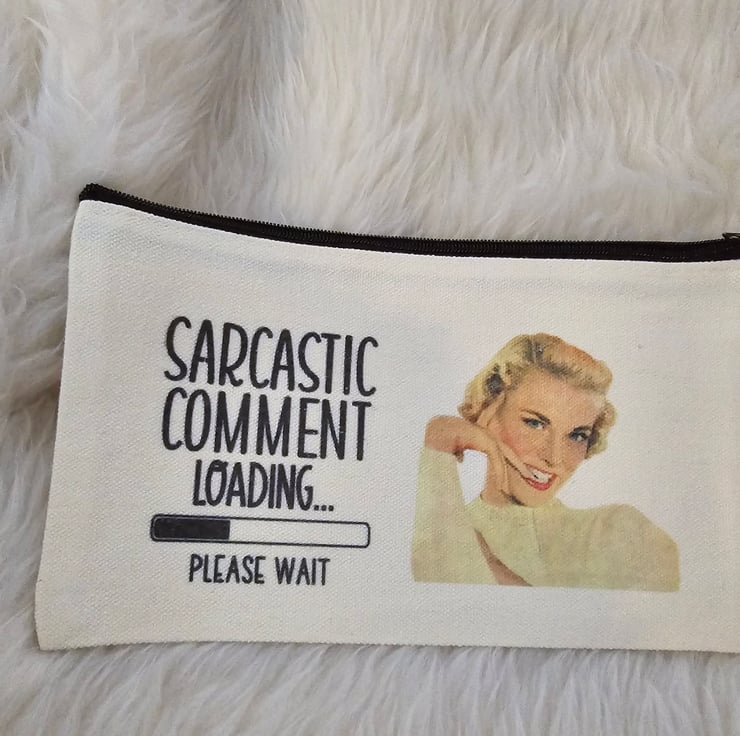 SARCASTIC
COMMENT
LOADING...
PLEASE WAIT